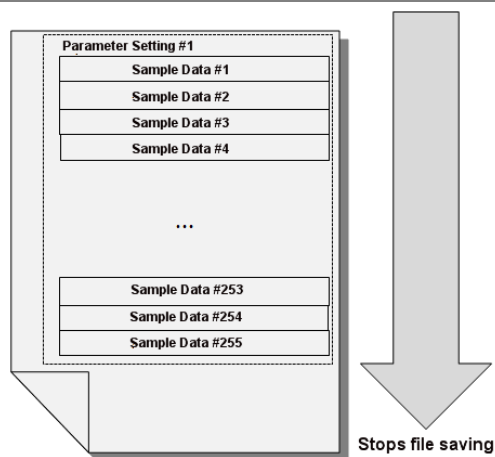 Parameter Setting #1
Sample Data #1
Sample Data #2
Sample Data #3
Sample Data #4
...
Sample Data #253
Sample Data #254
Sample Data #255
Stops file saving